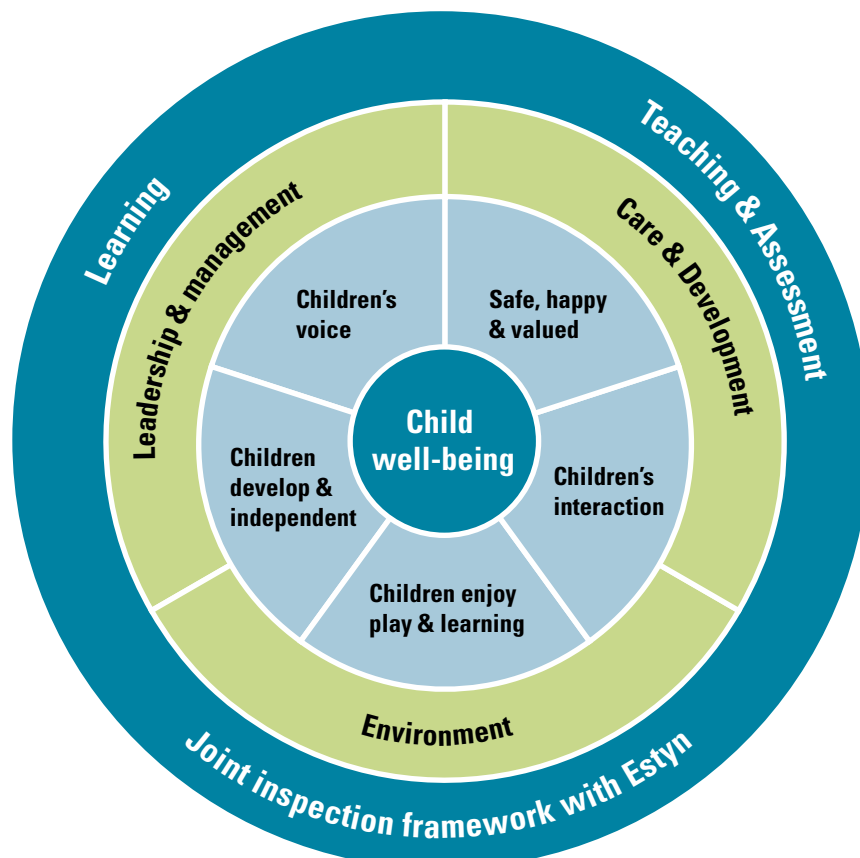 Learning
Teaching & Assessment
Leadership & management
Care & Development
Children's
voice
Safe, happy
& valued
Child
well-being
Children
develop &
independent
Children's
interaction
Children enjoy
play & learning
Environment
Joint inspection framework with Estyn